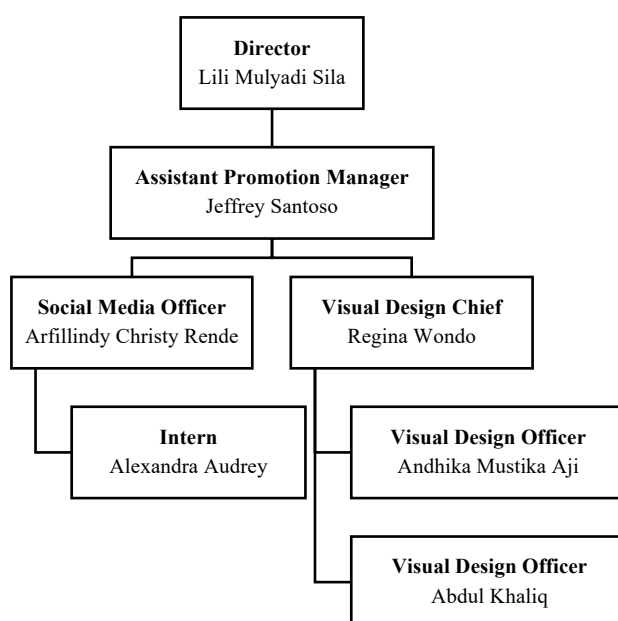 Director
Lili Mulyadi Sila
Assistant Promotion Manager
Jeffrey Santoso
Social Media Officer
Arfillindy Christy Rende
Visual Design Chief
Regina Wondo
Intern
Alexandra Audrey
Visual Design Officer
Andhika Mustika Aji
Visual Design Officer
Abdul Khaliq